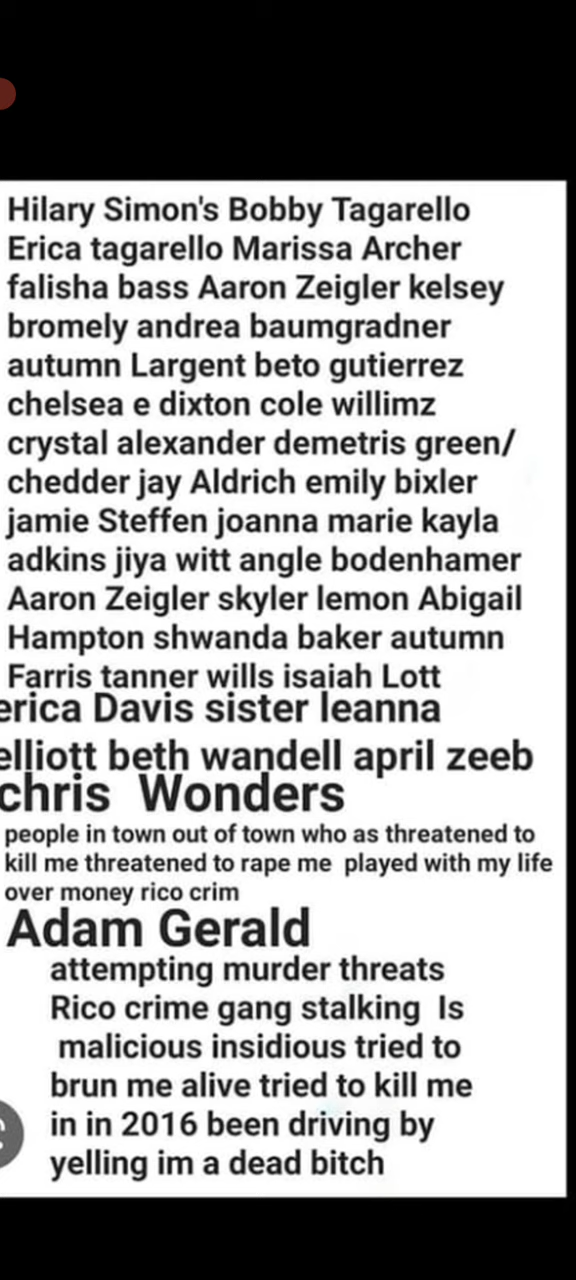 Hilary Simon's Bobby Tagarello
Erica tagarello Marissa Archer
falisha bass Aaron Zeigler kelsey
bromely andrea baumgradner
autumn Largent beto gutierrez
chelsea e dixton cole willimz
crystal alexander demetris green/
chedder jay Aldrich emily bixler
jamie Steffen joanna marie kayla
adkins jiya witt angle bodenhamer
Aaron Zeigler skyler lemon Abigail
Hampton shwanda baker autumn
Farris tanner wills isaiah Lott
erica Davis sister leanna
elliott beth wandell april zeeb
chris Wonders
people in town out of town who as threatened to
kill me threatened to rape me played with my life
over money rico crim
Adam Gerald
attempting murder threats
Rico crime gang stalking Is
malicious insidious tried to
brun me alive tried to kill me
in in 2016 been driving by
yelling im a dead bitch